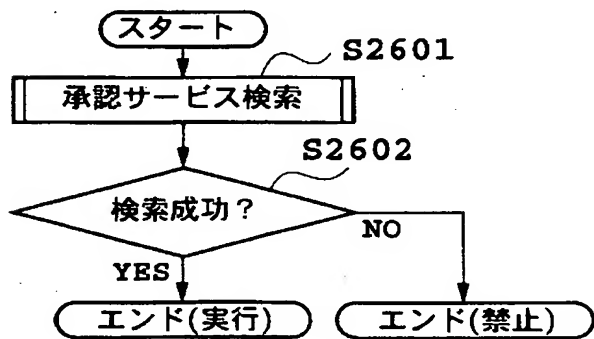 スタート
S2601
承認サービス検索
S2602
検索成功？
NO
YES
エンド(実行)
エンド(禁止)